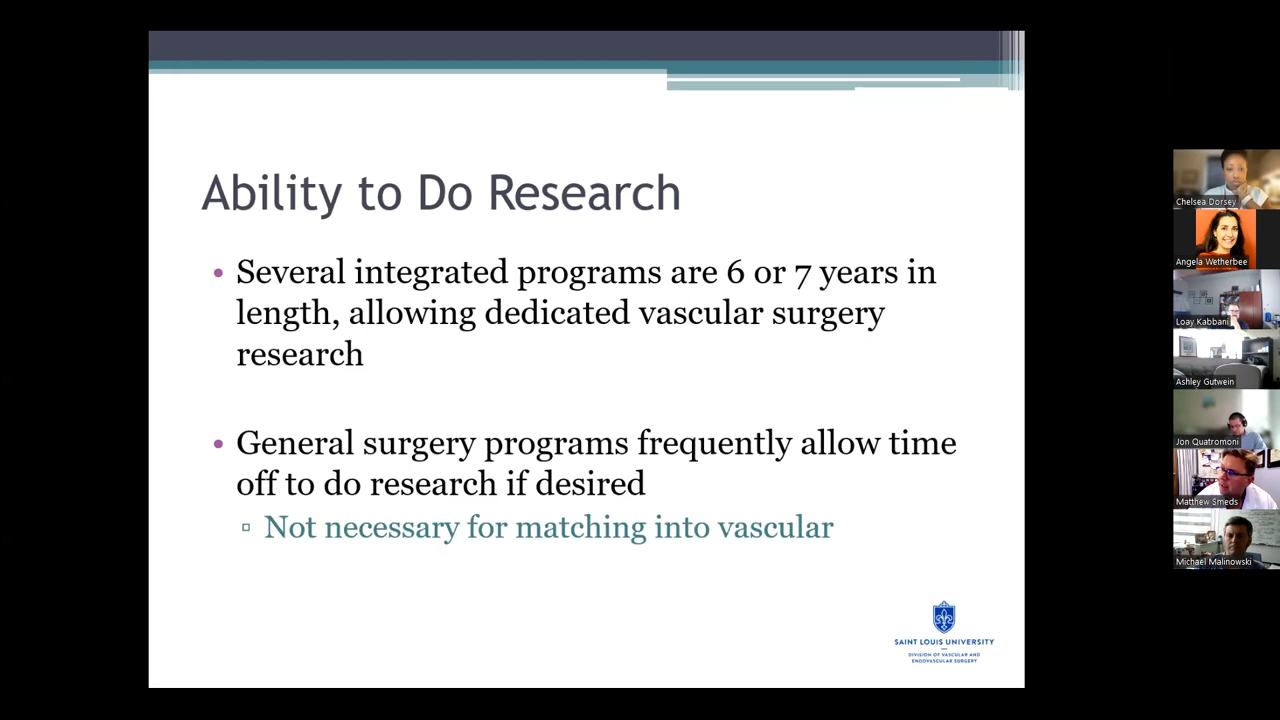 Ability to Do Research
• Several integrated programs are 6 or 7 years in
length, allowing dedicated vascular surgery
research
• General surgery programs frequently allow time
off to do research if desired
▫ Not necessary for matching into vascular
SAINT LOUIS UNIVERSITY
DIVISION OF VASCULAR AND
ENDOVASCULAR SURGERY
Chelsea Dorsey
Angela Wetherbee
Loay Kabbani
Ashley Gutwein
Jon Quatromoni
Matthew Smeds
Michael Malinowski